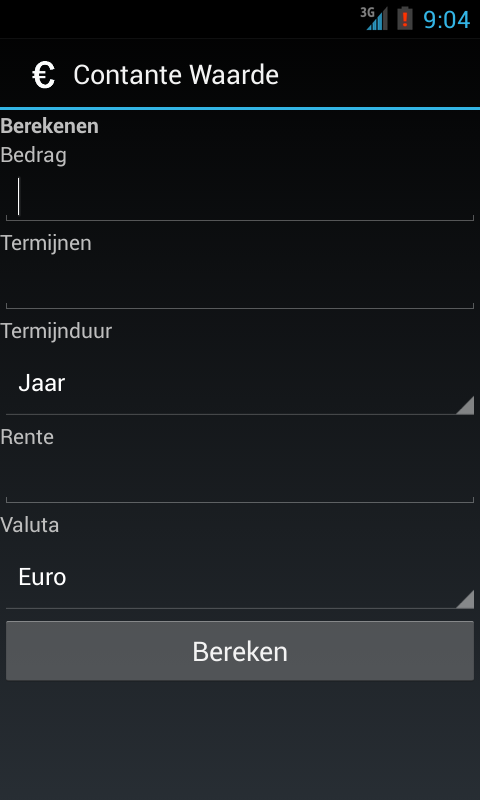 3G 9:04
€ Contante Waarde
Berekenen
Bedrag
Termijnen
Termijnduur
Jaar
Rente
Valuta
Euro
Bereken